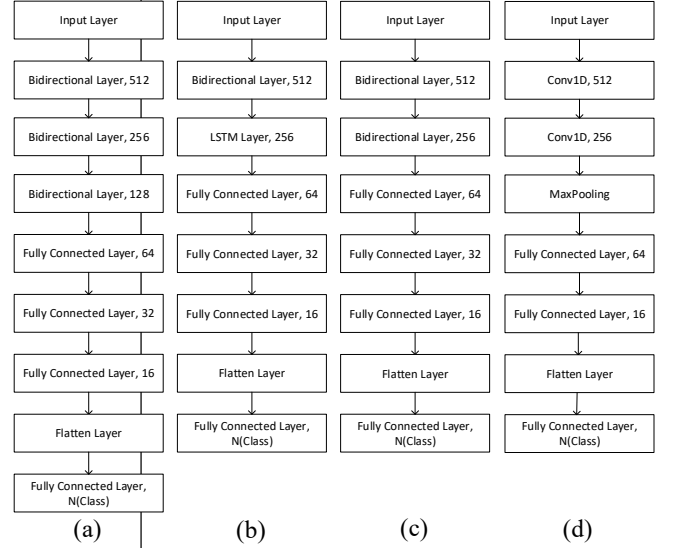 Input Layer
Bidirectional Layer, 512
Bidirectional Layer, 256
Bidirectional Layer, 128
Fully Connected Layer, 64
Fully Connected Layer, 32
Fully Connected Layer, 16
Flatten Layer
Fully Connected Layer,
N(Class)
(a)
Input Layer
Bidirectional Layer, 512
LSTM Layer, 256
Fully Connected Layer, 64
Fully Connected Layer, 32
Fully Connected Layer, 16
Flatten Layer
Fully Connected Layer,
N(Class)
(b)
Input Layer
Bidirectional Layer, 512
Bidirectional Layer, 256
Fully Connected Layer, 64
Fully Connected Layer, 32
Fully Connected Layer, 16
Flatten Layer
Fully Connected Layer,
N(Class)
(c)
Input Layer
Conv1D, 512
Conv1D, 256
MaxPooling
Fully Connected Layer, 64
Fully Connected Layer, 16
Flatten Layer
Fully Connected Layer,
N(Class)
(d)